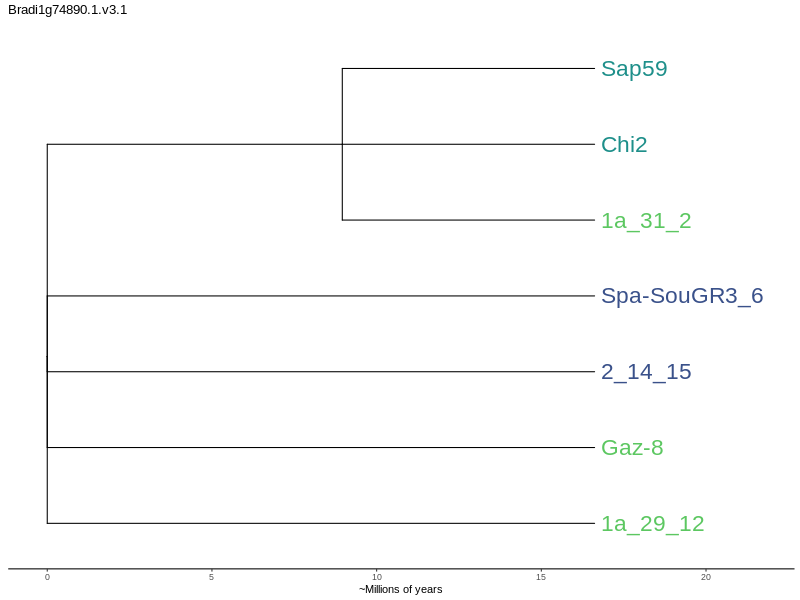 Bradi1g74890.1.v3.1
Sap59
Chi2
1a_31_2
Spa-SouGR3_6
2_14_15
Gaz-8
1a_29_12
0 5 10 15 20
~Millions of years